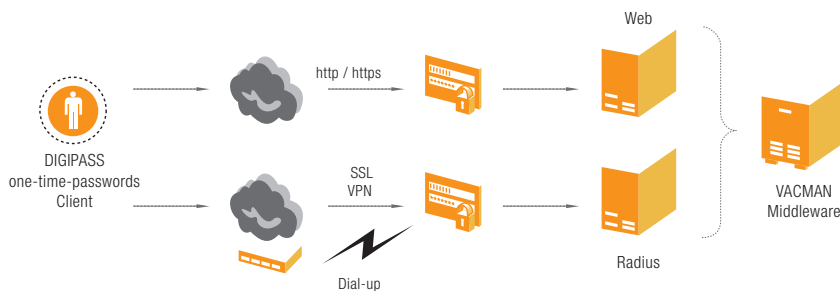 Web
http / https
DIGIPASS
one-time-passwords
Client
SSL
VPN
VACMAN
Middleware
Radius
Dial-up